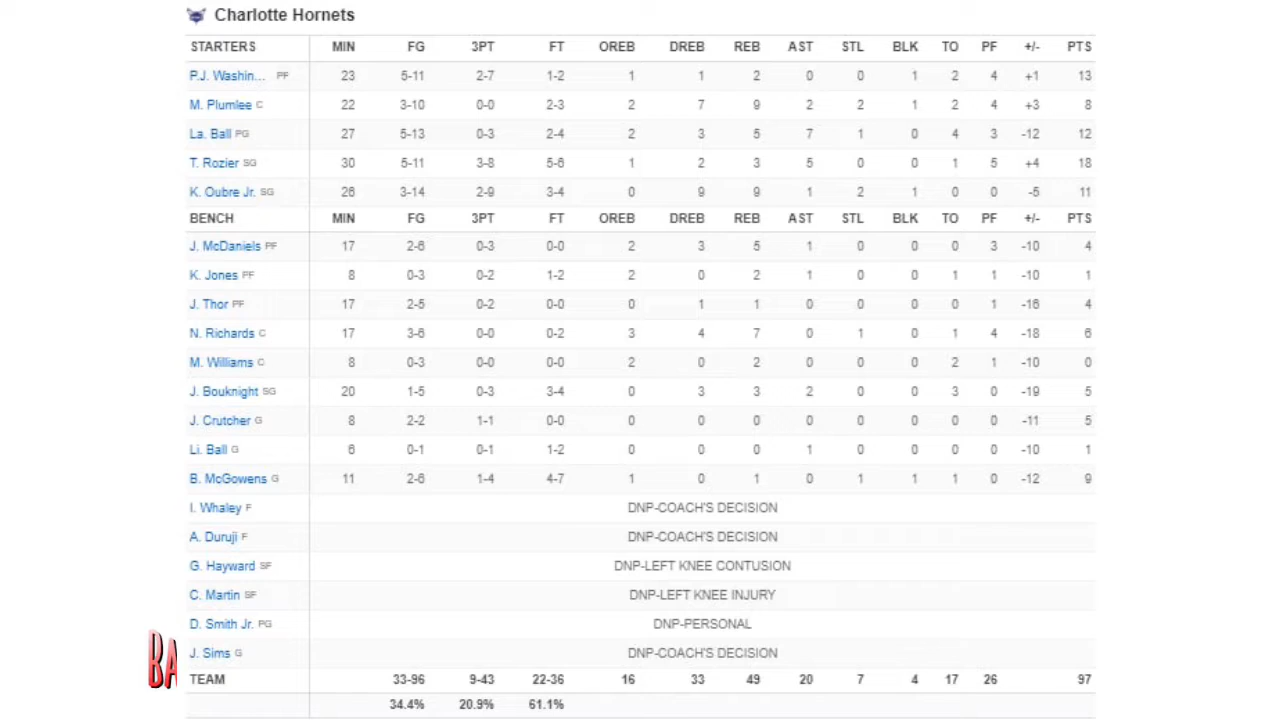 Charlotte Hornets
STARTERS MIN FG 3PT FT OREB DREB REB AST STL BLK TO PF +/- PTS
P.J. Washin... PF 23 5-11 2-7 1-2 1 1 2 0 0 1 2 4 +1 13
M. Plumlee C 22 3-10 0-0 2-3 2 7 9 2 2 1 2 4 +3 8
La. Ball PG 27 5-13 0-3 2-4 2 3 5 7 1 0 4 3 -12 12
T. Rozier SG 30 5-11 3-8 5-6 1 2 3 5 0 0 1 5 +4 18
K. Oubre Jr. SG 26 3-14 2-9 3-4 0 9 9 1 2 1 0 0 -5 11
BENCH MIN FG 3PT FT OREB DREB REB AST STL BLK TO PF +/- PTS
J. McDaniels PF 17 2-6 0-3 0-0 2 3 5 1 0 0 0 3 -10 4
K. Jones PF 8 0-3 0-2 1-2 2 0 2 1 0 0 1 1 -10 1
J. Thor PF 17 2-5 0-2 0-0 0 1 1 0 0 0 0 1 -16 4
N. Richards C 17 3-6 0-0 0-2 3 4 7 0 1 0 1 4 -18 6
M. Williams C 8 0-3 0-0 0-0 2 0 2 0 0 0 2 1 -10 0
J. Bouknight SG 20 1-5 0-3 3-4 0 3 3 2 0 0 3 0 -19 5
J. Crutcher G 8 2-2 1-1 0-0 0 0 0 0 0 0 0 0 -11 5
Li. Ball G 6 0-1 0-1 1-2 0 0 0 1 0 0 0 0 -10 1
B. McGowens G 11 2-6 1-4 4-7 1 0 1 0 1 1 1 0 -12 9
I. Whaley F DNP-COACH'S DECISION
A. Duruji F DNP-COACH'S DECISION
G. Hayward SF DNP-LEFT KNEE CONTUSION
C. Martin SF DNP-LEFT KNEE INJURY
D. Smith Jr. PG DNP-PERSONAL
J. Sims G DNP-COACH'S DECISION
BA
TEAM 33-96 9-43 22-36 16 33 49 20 7 4 17 26 97
34.4% 20.9% 61.1%